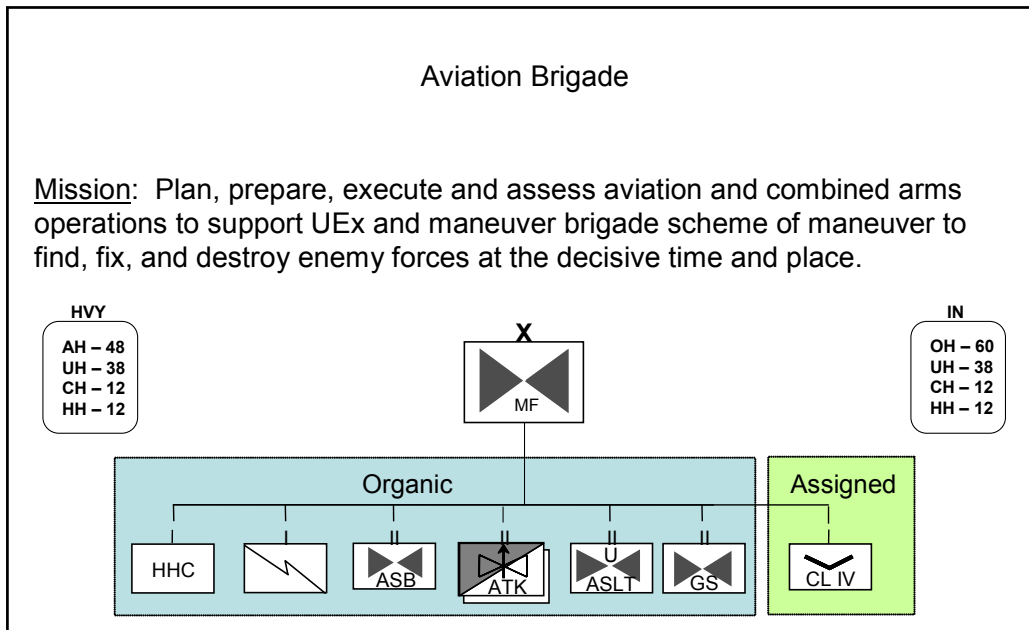 Aviation Brigade
Mission: Plan, prepare, execute and assess aviation and combined arms
operations to support UEx and maneuver brigade scheme of maneuver to
find, fix, and destroy enemy forces at the decisive time and place.
HVY
AH – 48
UH – 38
CH – 12
HH – 12
X
MF
IN
OH – 60
UH – 38
CH – 12
HH – 12
Organic
Assigned
I
I
II
II
II
II
I
HHC
ASB
ATK
U
ASLT
GS
CL IV